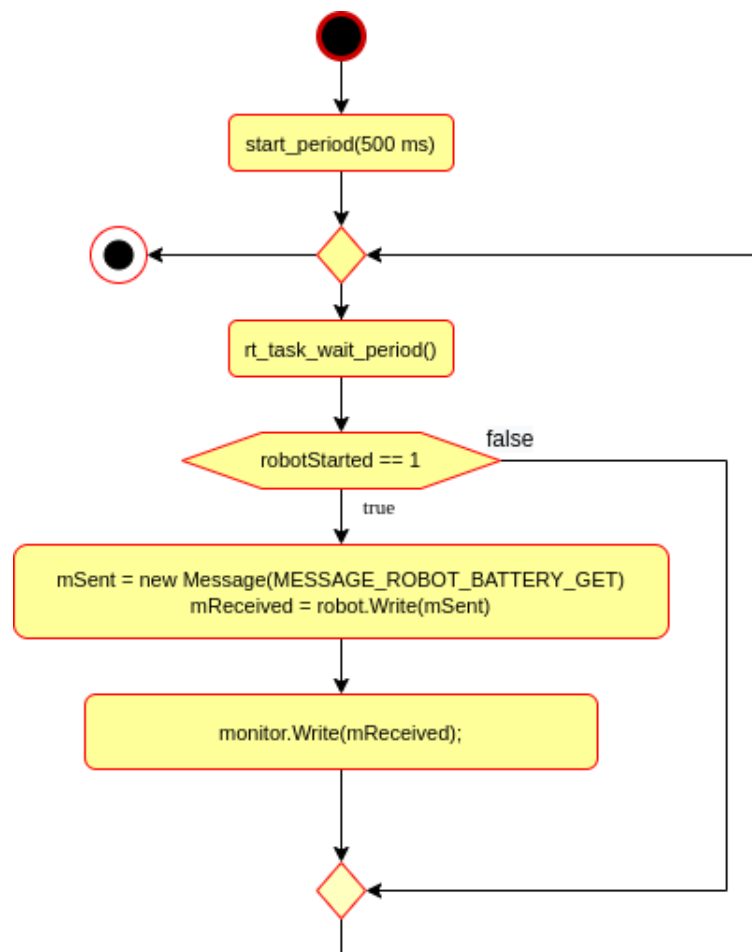 start_period(500 ms)
rt_task_wait_period()
false
robotStarted == 1
true
mSent = new Message(MESSAGE_ROBOT_BATTERY_GET)
mReceived = robot.Write(mSent)
monitor.Write(mReceived);